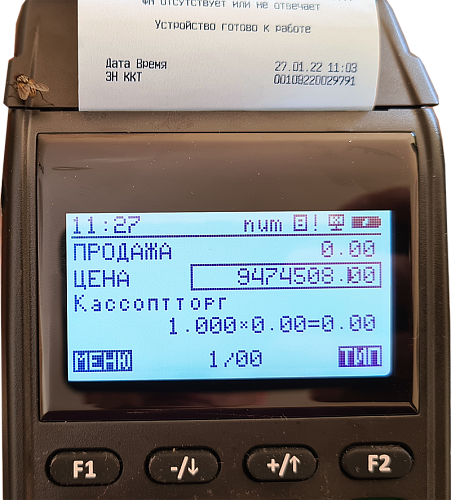 ФН отсутствует или не отвечает
Устройство готово к работе
Дата Время 27.01.22 11:03
ЗН ККТ 00108220029791
11:27 num
ПРОДАЖА 0.00
ЦЕНА 9474508.00
Кассоптторг
1.000×0.00=0.00
МЕНЮ 1/00 ТИП
F1 -/↓ +/↑ F2